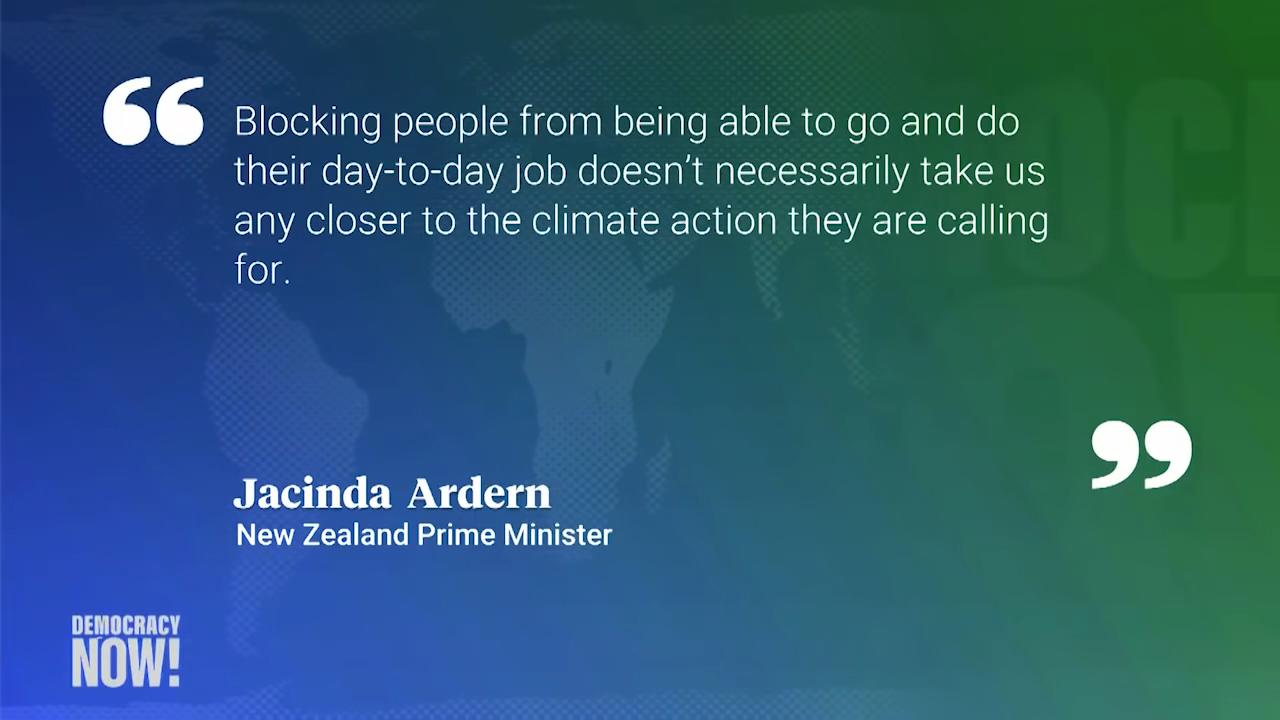 “
Blocking people from being able to go and do
their day-to-day job doesn’t necessarily take us
any closer to the climate action they are calling
for.
”
Jacinda Ardern
New Zealand Prime Minister
DEMOCRACY
NOW!